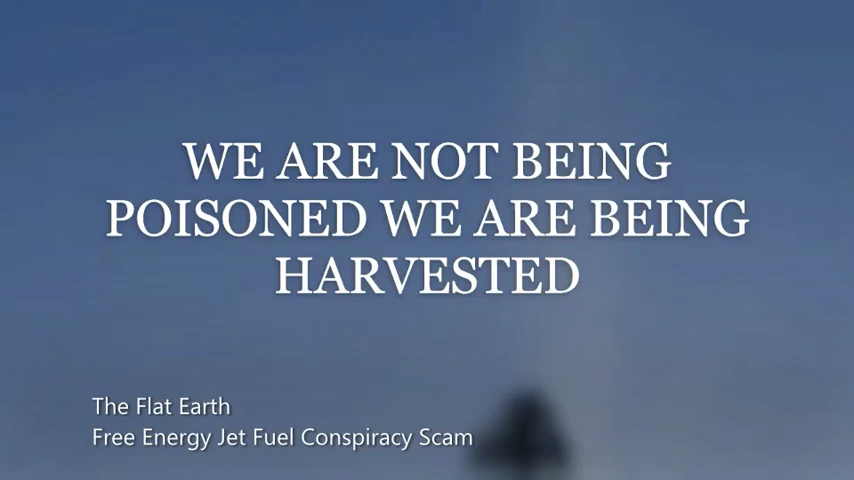 WE ARE NOT BEING
POISONED WE ARE BEING
HARVESTED
The Flat Earth
Free Energy Jet Fuel Conspiracy Scam